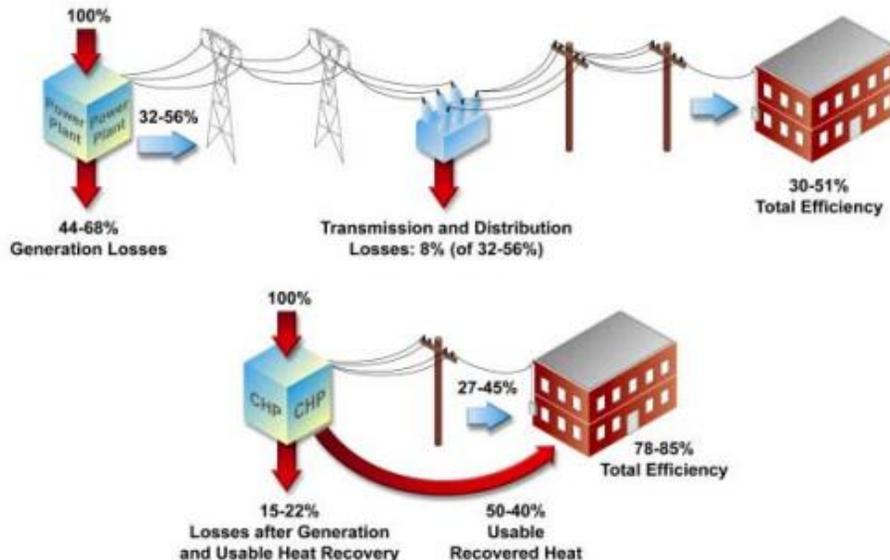 100%
Power
Plant
Power
Plant
32-56%
44-68%
Generation Losses
Transmission and Distribution
Losses: 8% (of 32-56%)
30-51%
Total Efficiency
100%
CHP
CHP
27-45%
78-85%
Total Efficiency
15-22%
Losses after Generation
and Usable Heat Recovery
50-40%
Usable
Recovered Heat